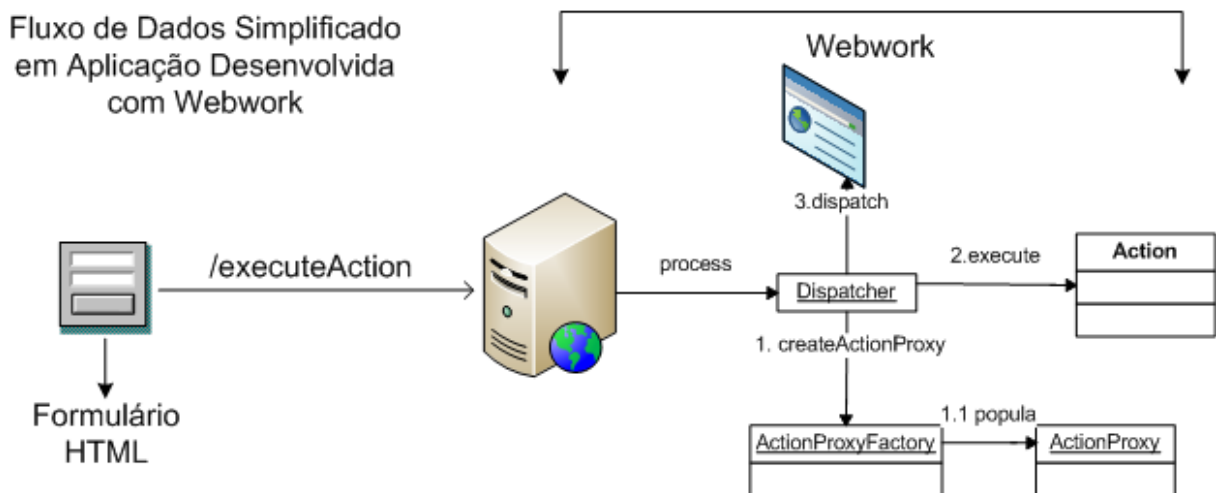 Fluxo de Dados Simplificado
em Aplicação Desenvolvida
com Webwork
Webwork
3.dispatch
/executeAction
process
Dispatcher
2.execute
Action
1. createActionProxy
Formulário
HTML
ActionProxyFactory
1.1 popula
ActionProxy